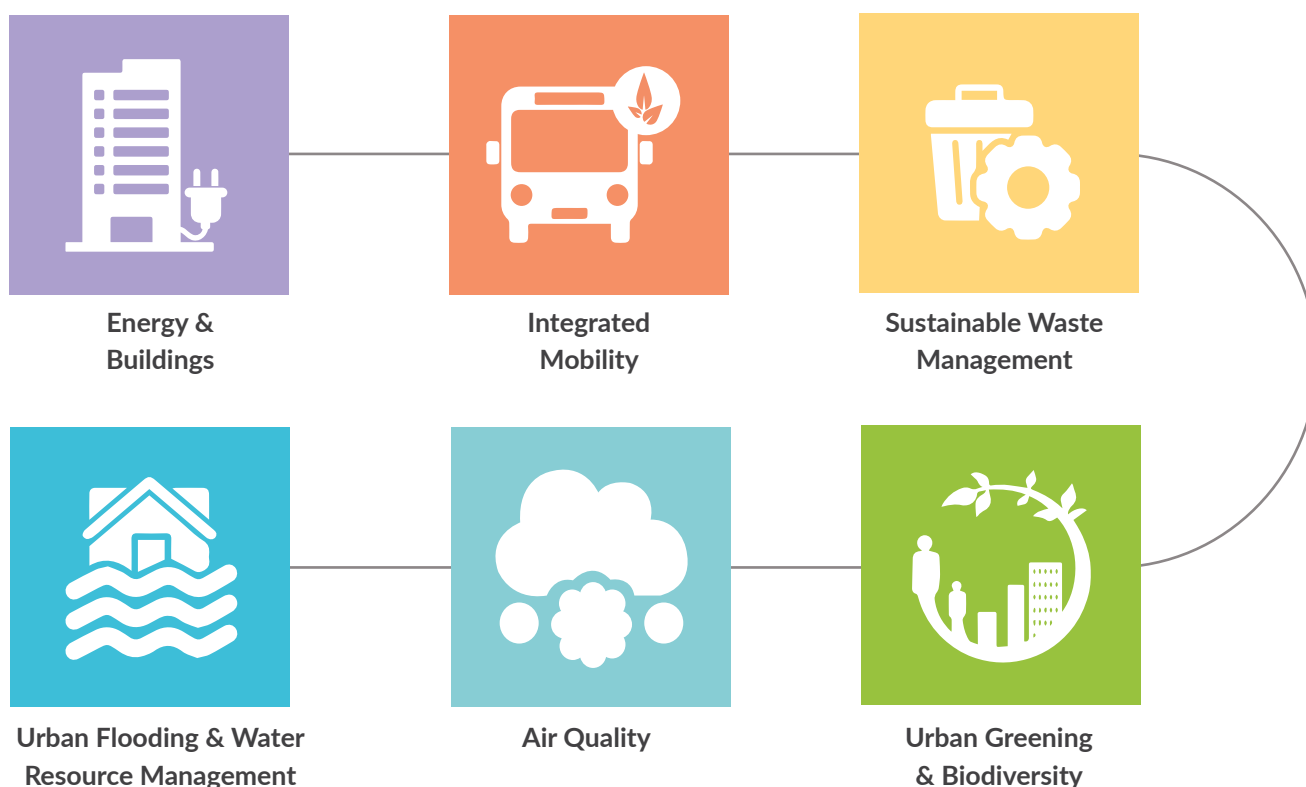 Energy &
Buildings
Integrated
Mobility
Sustainable Waste
Management
Urban Flooding & Water
Resource Management
Air Quality
Urban Greening
& Biodiversity